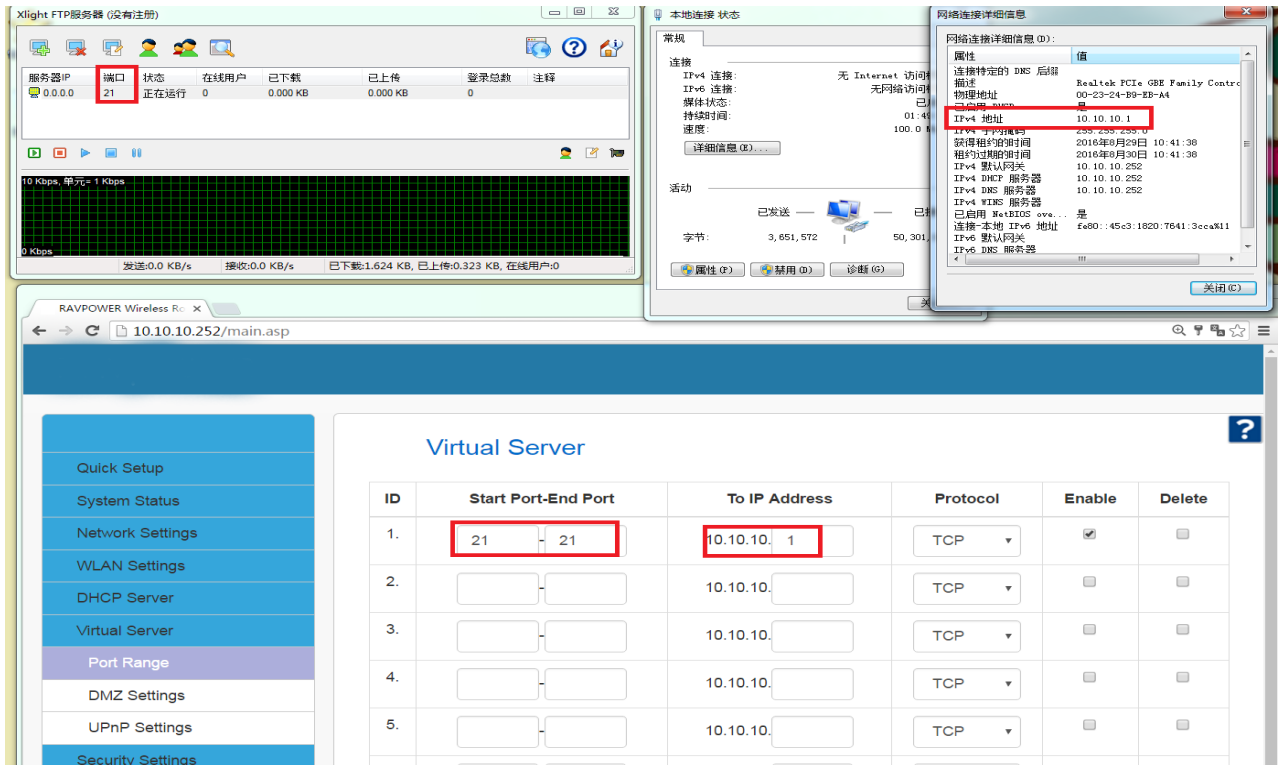 Xlight FTP服务器 (没有注册)
服务器IP 端口 状态 在线用户 已下载 已上传 登录总数 注释
0.0.0.0 21 正在运行 0 0.000 KB 0.000 KB 0
10 Kbps, 单元= 1 Kbps
0 Kbps
发送:0.0 KB/s 接收:0.0 KB/s 已下载:1.624 KB, 已上传:0.323 KB, 在线用户:0
本地连接 状态
常规
连接
IPv4 连接: 无 Internet 访问
IPv6 连接: 无网络访问
媒体状态: 已
持续时间: 01:4
速度: 100.0
详细信息(E)...
活动
已发送 — — 已
字节: 3,651,572 50,301,
属性(P) 禁用(D) 诊断(G)
关
网络连接详细信息
网络连接详细信息(D):
属性 值
连接特定的 DNS 后缀
描述 Realtek PCIe GBE Family Contro
物理地址 00-23-24-B9-EB-A4
已启用 DHCP 是
IPv4 地址 10.10.10.1
IPv4 子网掩码 255.255.255.0
获得租约的时间 2016年8月29日 10:41:38
租约过期的时间 2016年8月30日 10:41:38
IPv4 默认网关 10.10.10.252
IPv4 DHCP 服务器 10.10.10.252
IPv4 DNS 服务器 10.10.10.252
IPv4 WINS 服务器
已启用 NetBIOS ove... 是
连接-本地 IPv6 地址 fe80::45c3:1820:7641:3cca%11
IPv6 默认网关
IPv6 DNS 服务器
关闭(C)
RAVPOWER Wireless Ro
10.10.10.252/main.asp
Quick Setup
System Status
Network Settings
WLAN Settings
DHCP Server
Virtual Server
Port Range
DMZ Settings
UPnP Settings
Security Settings
?
Virtual Server
ID Start Port-End Port To IP Address Protocol Enable Delete
1. 21 - 21 10.10.10. 1 TCP
2. - 10.10.10. TCP
3. - 10.10.10. TCP
4. - 10.10.10. TCP
5. - 10.10.10. TCP